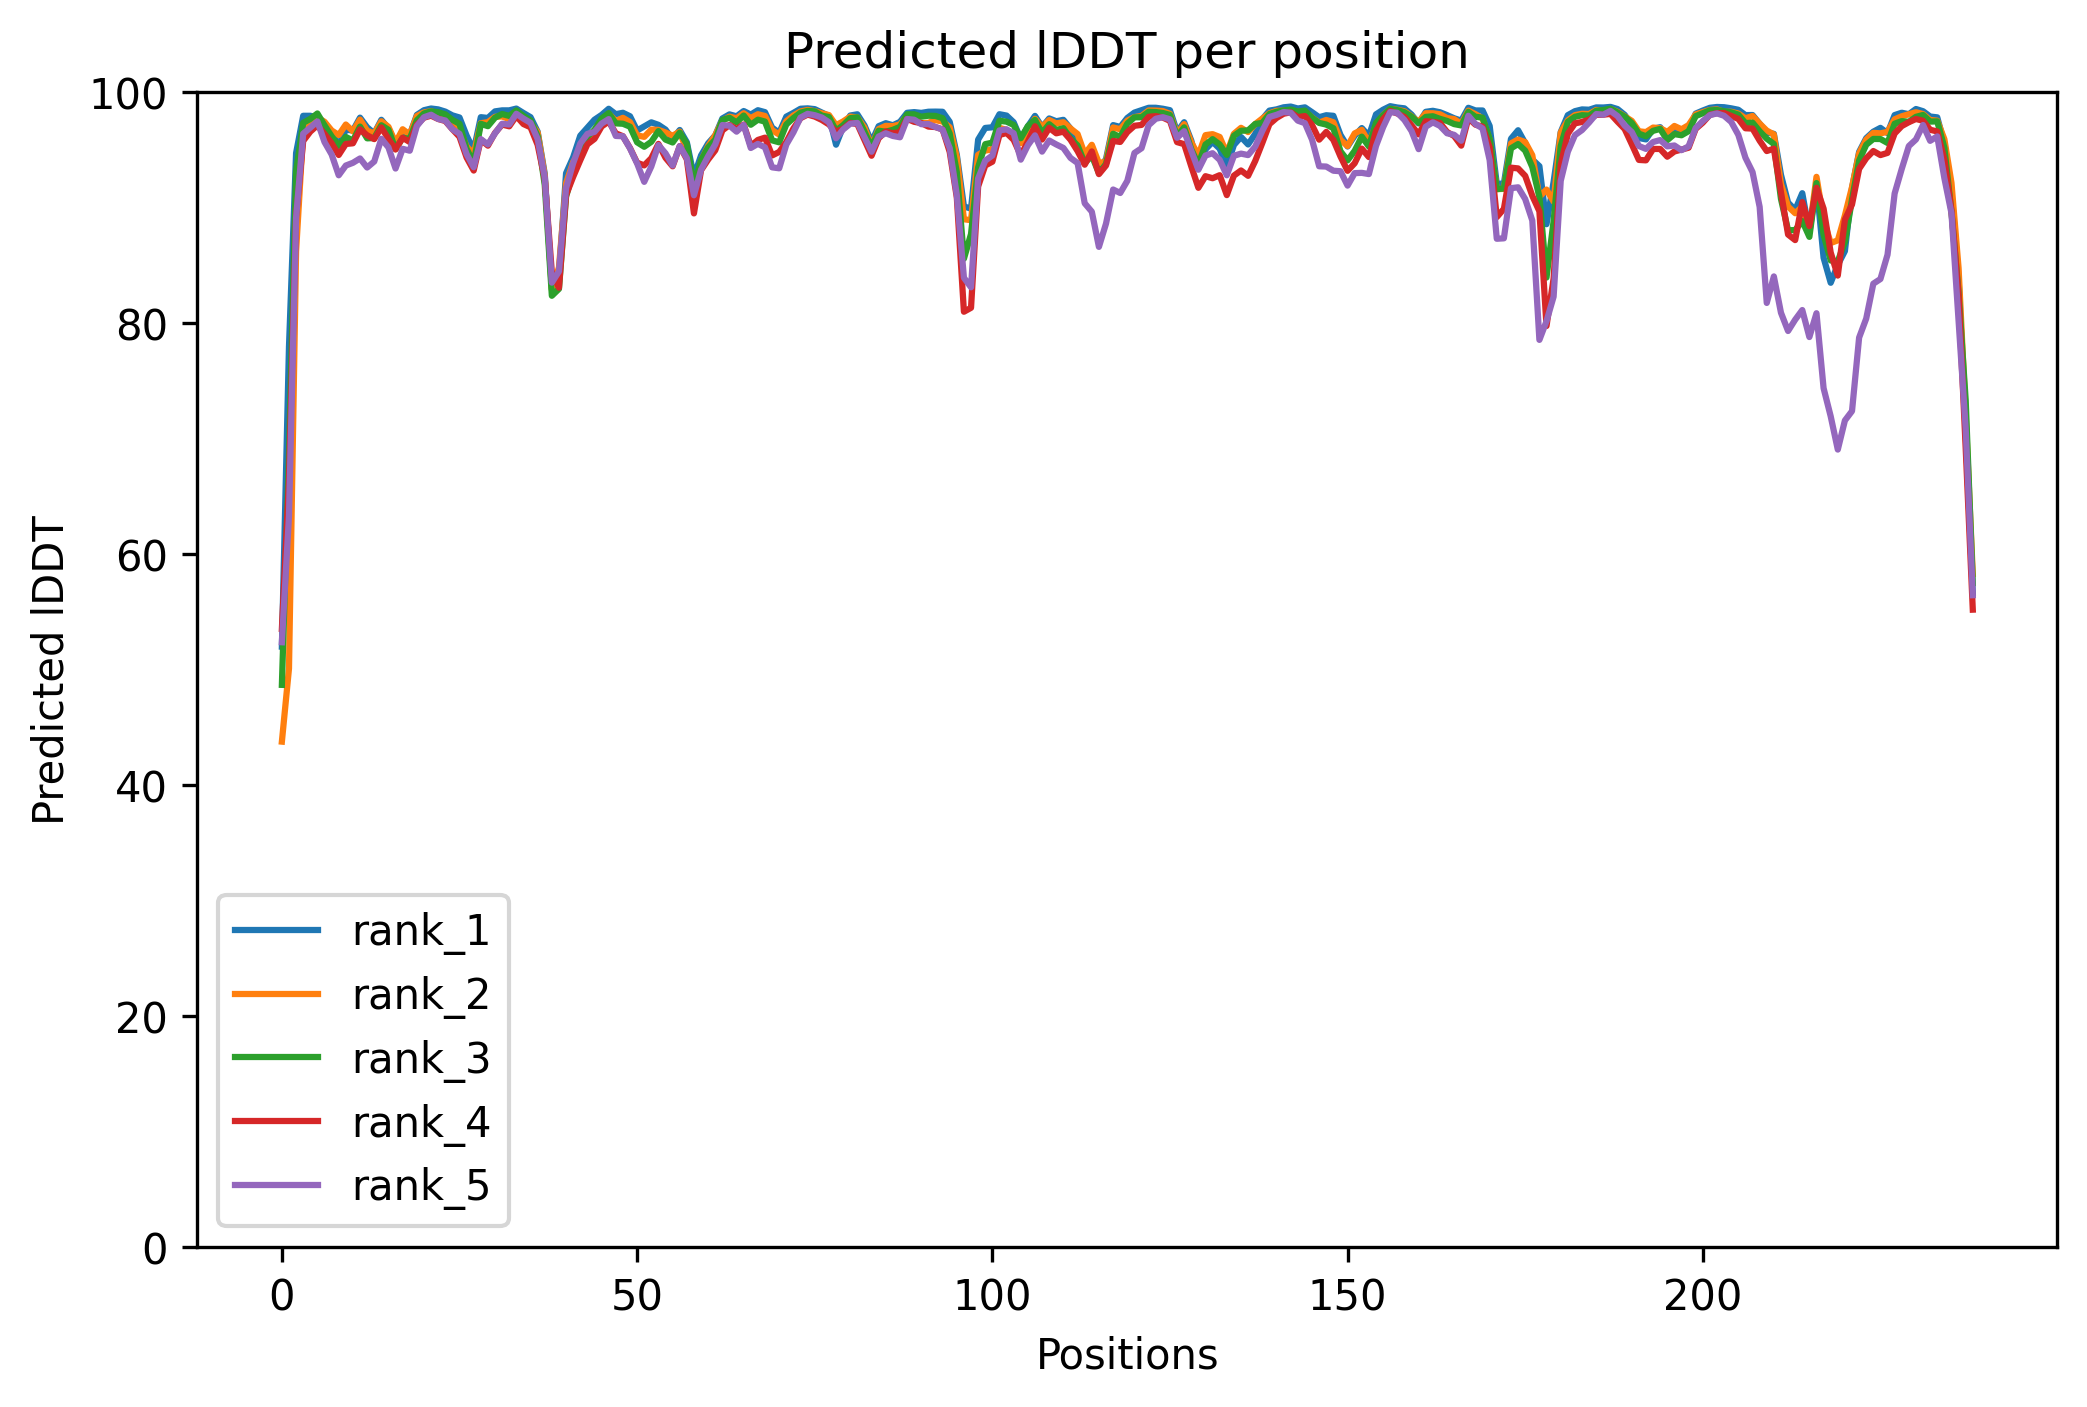 Predicted lDDT per position
100
80
60
40
20
0
Predicted lDDT
rank_1
rank_2
rank_3
rank_4
rank_5
0 50 100 150 200
Positions